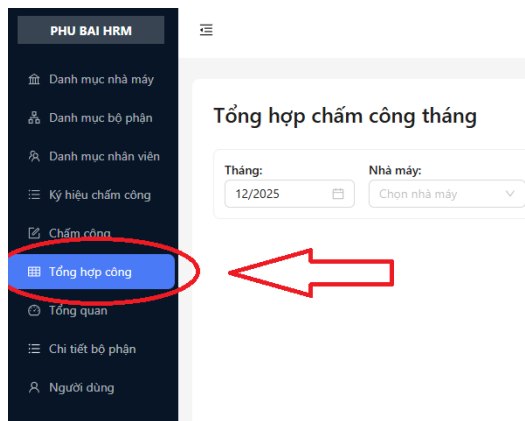 PHU BAI HRM
Danh mục nhà máy
Danh mục bộ phận
Danh mục nhân viên
Ký hiệu chấm công
Chấm công
Tổng hợp công
Tổng quan
Chi tiết bộ phận
Người dùng
Tổng hợp chấm công tháng
Tháng: Nhà máy:
12/2025 Chọn nhà máy